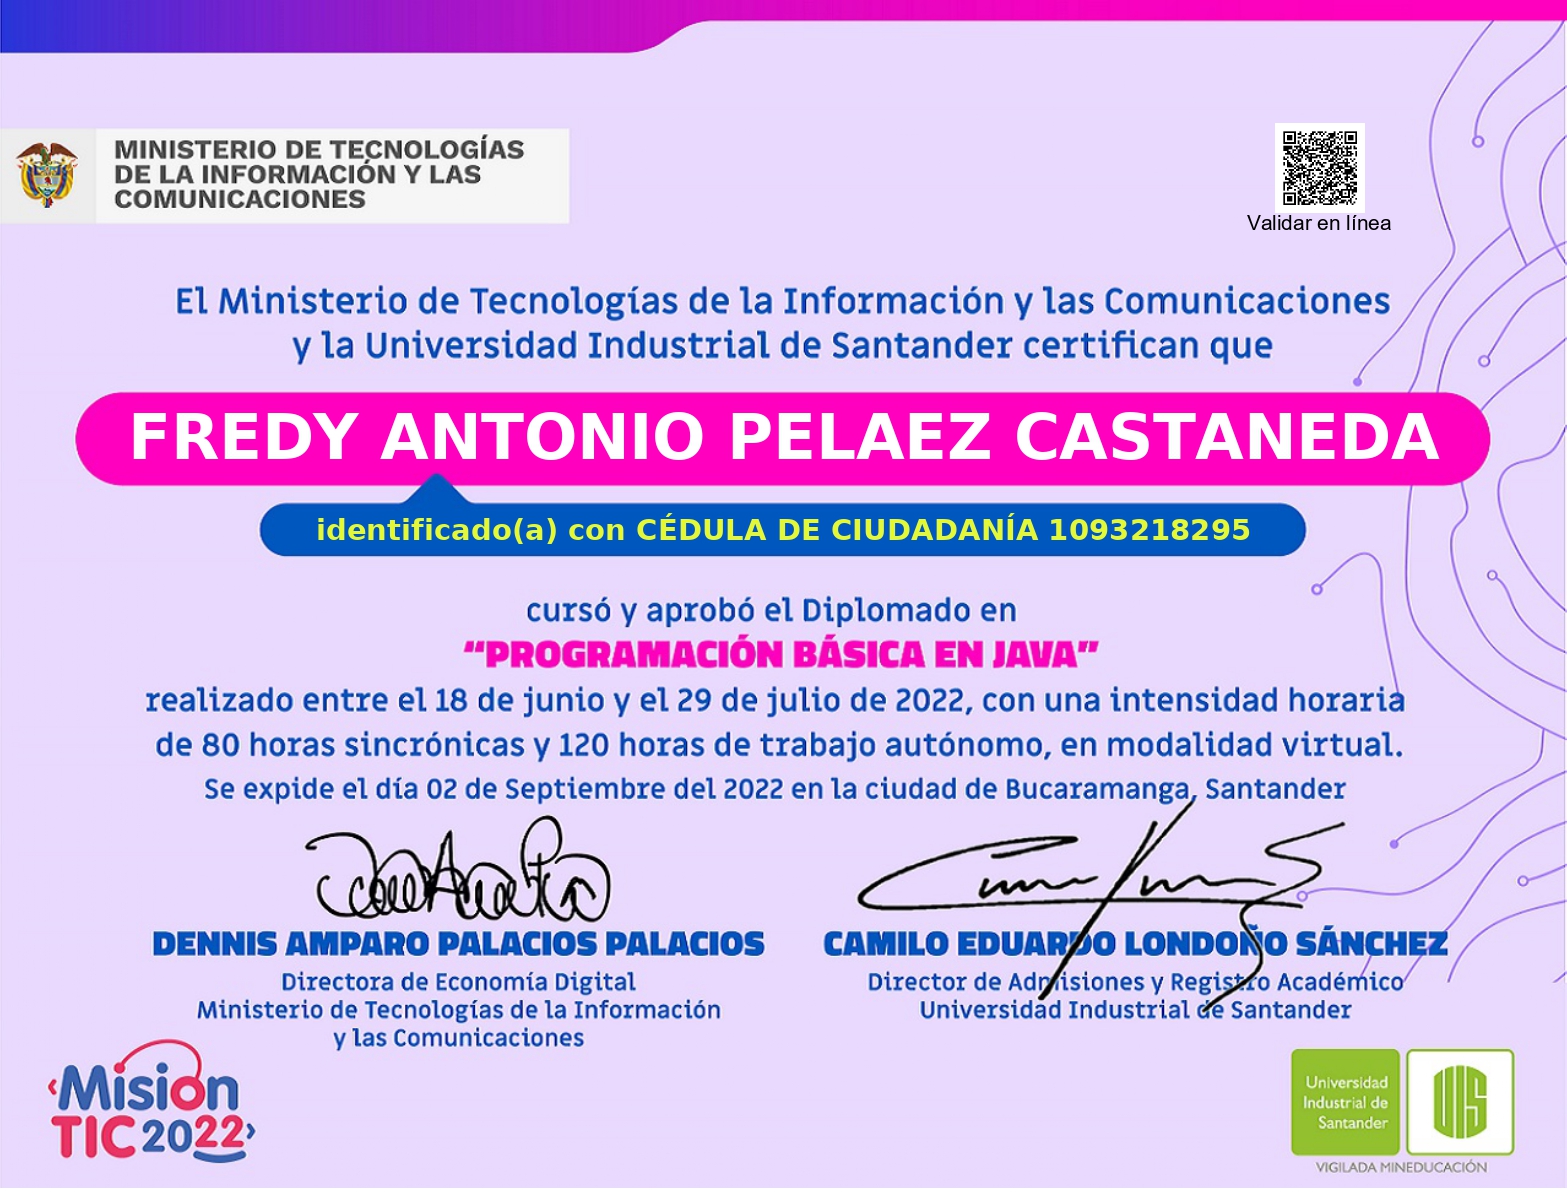 MINISTERIO DE TECNOLOGÍAS
DE LA INFORMACIÓN Y LAS
COMUNICACIONES
Validar en línea
El Ministerio de Tecnologías de la Información y las Comunicaciones
y la Universidad Industrial de Santander certifican que
FREDY ANTONIO PELAEZ CASTANEDA
identificado(a) con CÉDULA DE CIUDADANÍA 1093218295
cursó y aprobó el Diplomado en
“PROGRAMACIÓN BÁSICA EN JAVA”
realizado entre el 18 de junio y el 29 de julio de 2022, con una intensidad horaria
de 80 horas sincrónicas y 120 horas de trabajo autónomo, en modalidad virtual.
Se expide el día 02 de Septiembre del 2022 en la ciudad de Bucaramanga, Santander
DENNIS AMPARO PALACIOS PALACIOS
Directora de Economía Digital
Ministerio de Tecnologías de la Información
y las Comunicaciones
CAMILO EDUARDO LONDOÑO SÁNCHEZ
Director de Admisiones y Registro Académico
Universidad Industrial de Santander
Misión
TIC 2022
Universidad
Industrial de
Santander
UIS
VIGILADA MINEDUCACIÓN